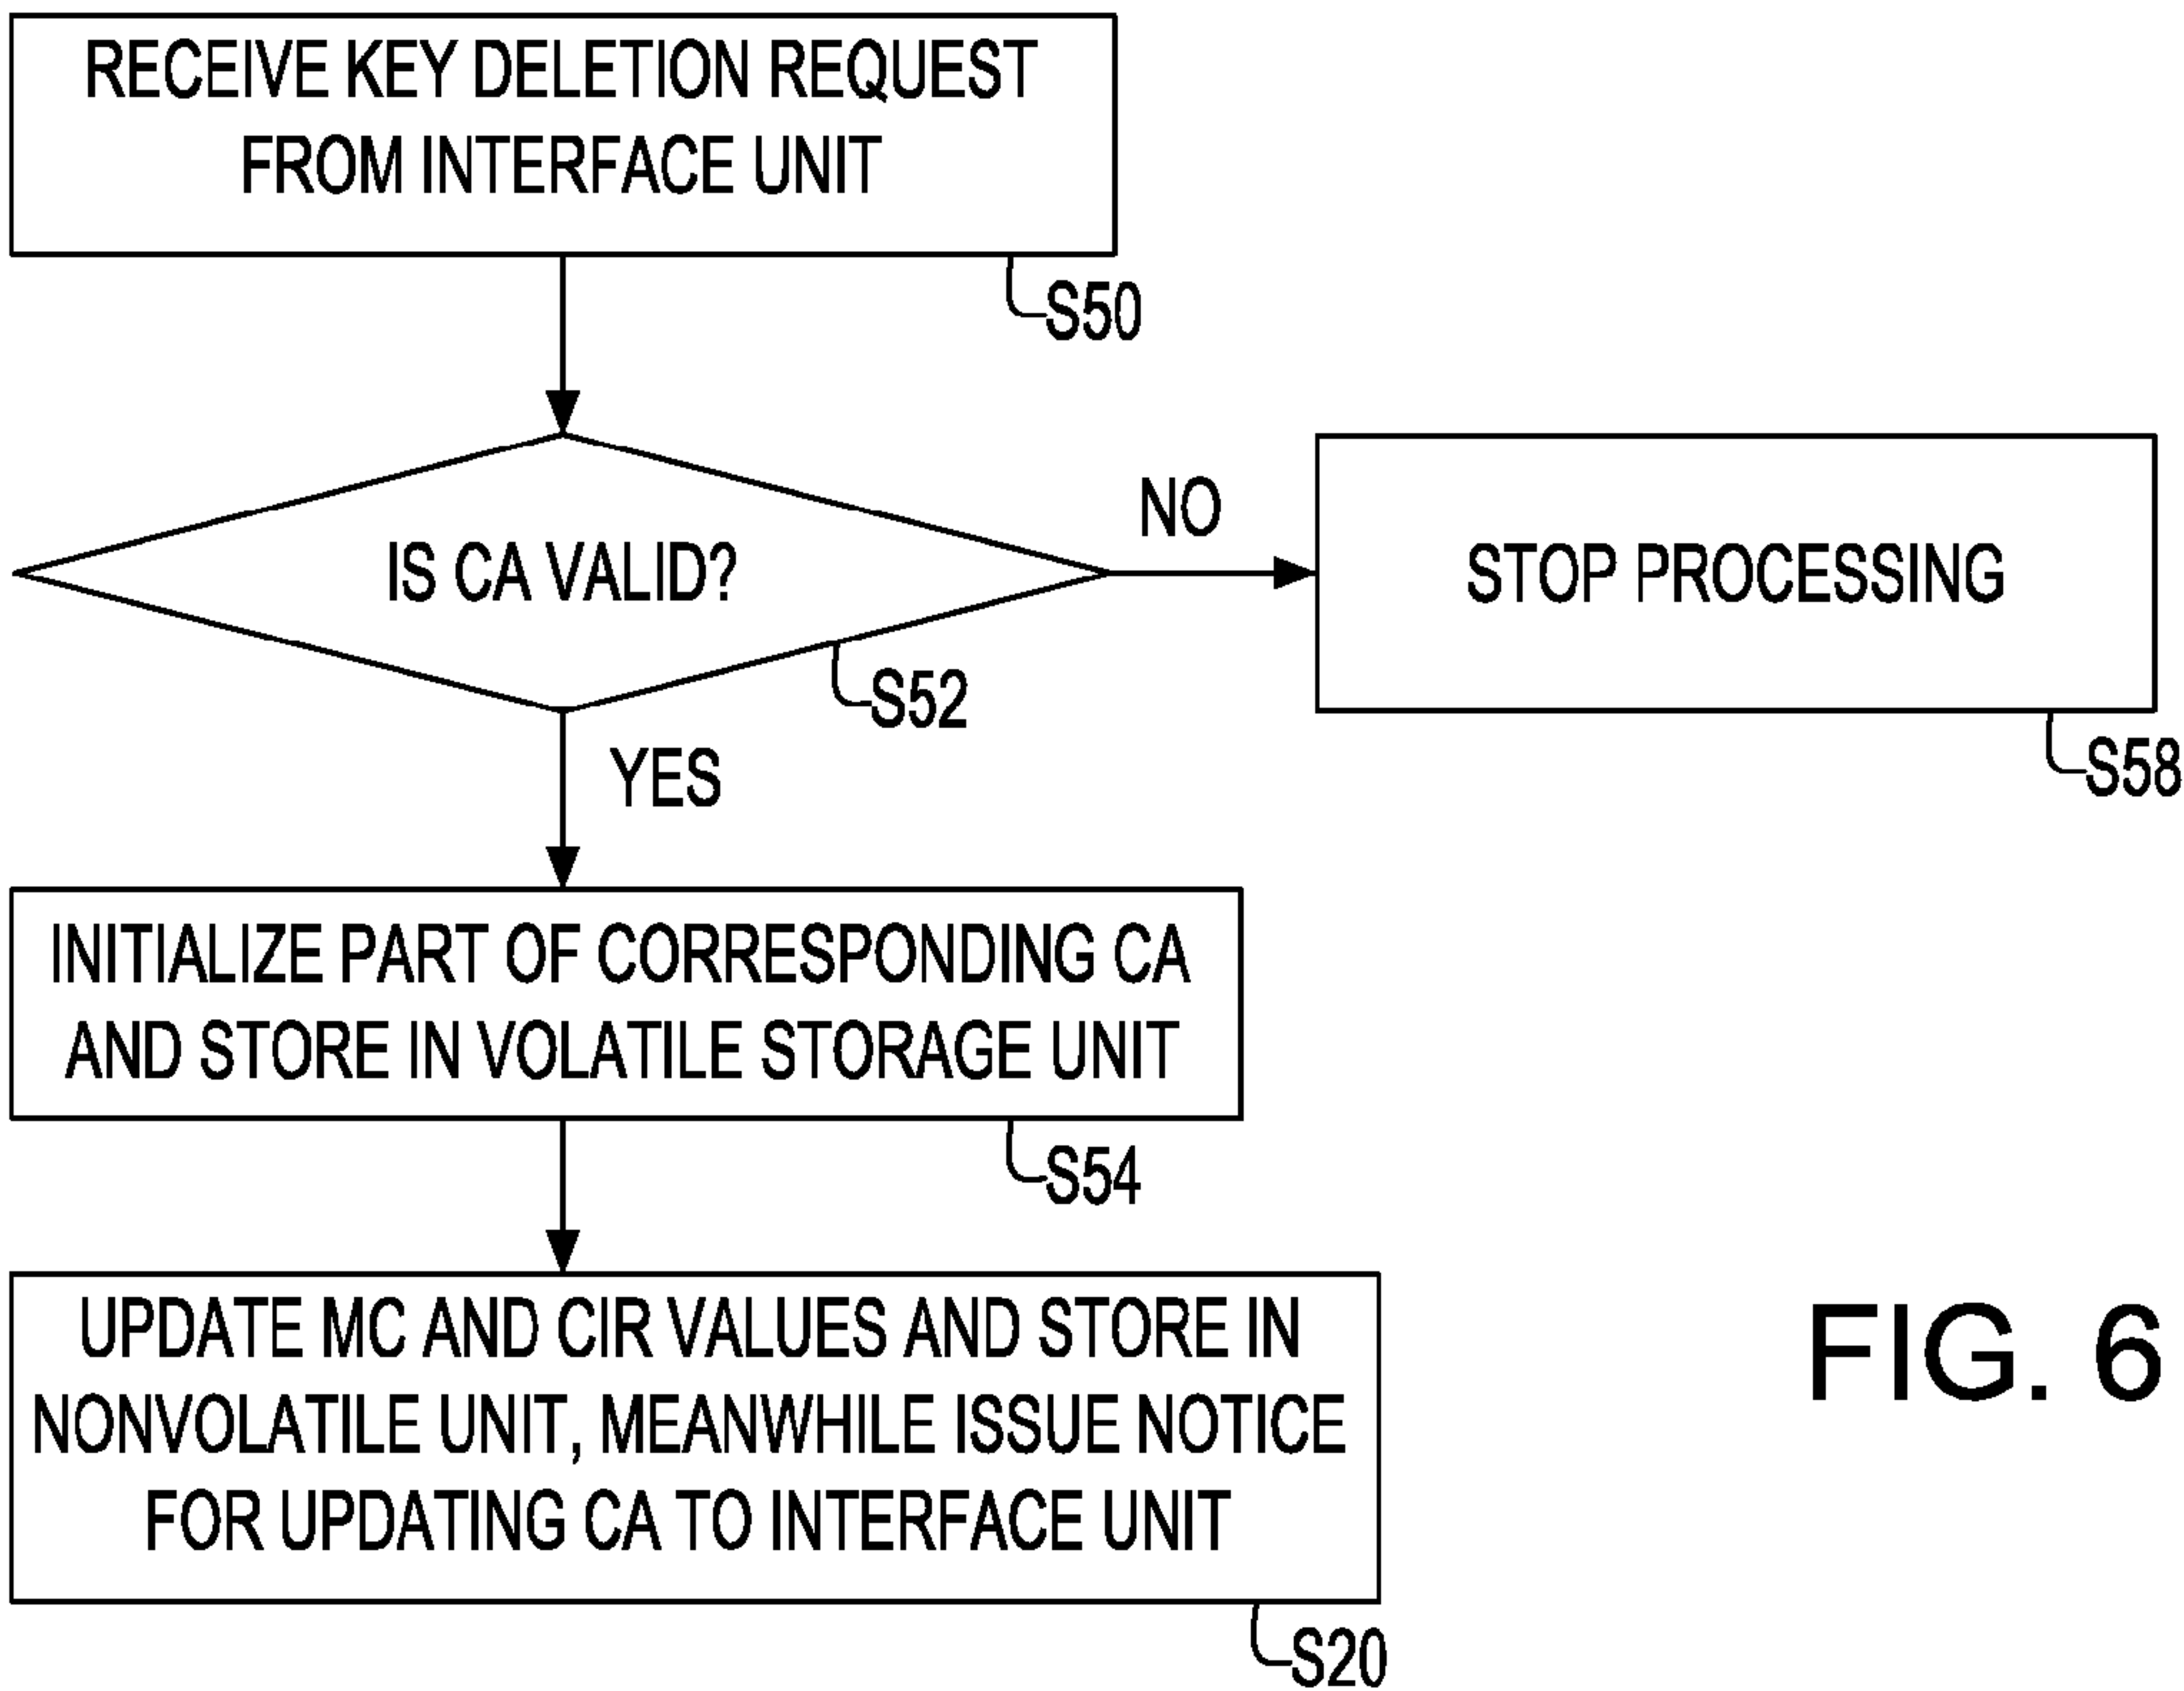 RECEIVE KEY DELETION REQUEST
FROM INTERFACE UNIT
S50
IS CA VALID?
NO
STOP PROCESSING
S52
S58
YES
INITIALIZE PART OF CORRESPONDING CA
AND STORE IN VOLATILE STORAGE UNIT
S54
UPDATE MC AND CIR VALUES AND STORE IN
NONVOLATILE UNIT, MEANWHILE ISSUE NOTICE
FOR UPDATING CA TO INTERFACE UNIT
S20
FIG. 6